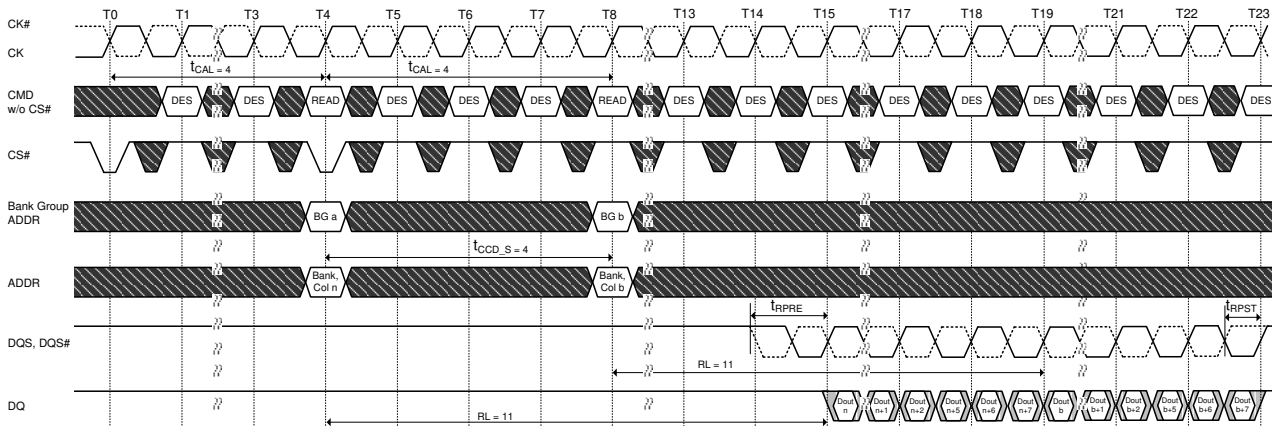 T0 T1 T3 T4 T5 T6 T7 T8 T13 T14 T15 T17 T18 T19 T21 T22 T23
CK#
CK
tCAL = 4 tCAL = 4
CMD
w/o CS#
DES DES READ DES DES DES READ DES DES DES DES DES DES DES DES DES
CS#
Bank Group
ADDR
BG a BG b
tCCD_S = 4
ADDR
Bank, Bank,
Col n Col b
tRPRE tRPST
DQS, DQS#
RL = 11
DQ
Dout Dout Dout Dout Dout Dout Dout Dout Dout Dout Dout Dout
n n+1 n+2 n+5 n+6 n+7 b b+1 b+2 b+5 b+6 b+7
RL = 11